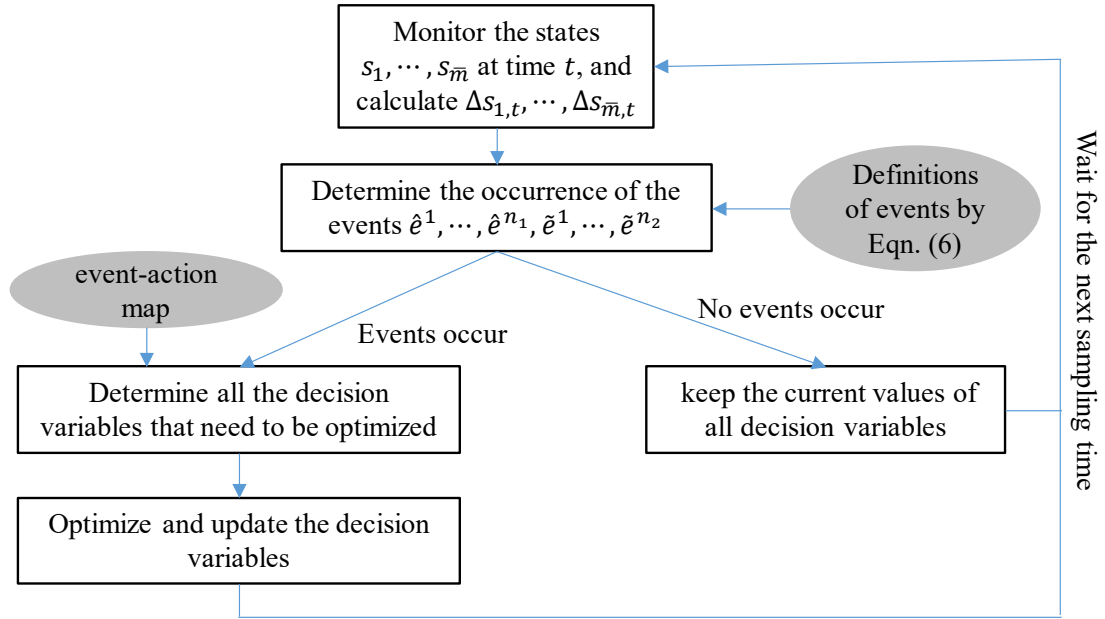 Monitor the states
𝑠₁, ⋯, 𝑠_m̅ at time 𝑡, and
calculate Δ𝑠₁,ₜ, ⋯, Δ𝑠_m̅,ₜ
Determine the occurrence of the
events ê¹, ⋯, ê^{n₁}, ẽ¹, ⋯, ẽ^{n₂}
Definitions
of events by
Eqn. (6)
event-action
map
Events occur
No events occur
Determine all the decision
variables that need to be optimized
keep the current values of
all decision variables
Optimize and update the decision
variables
Wait for the next sampling time